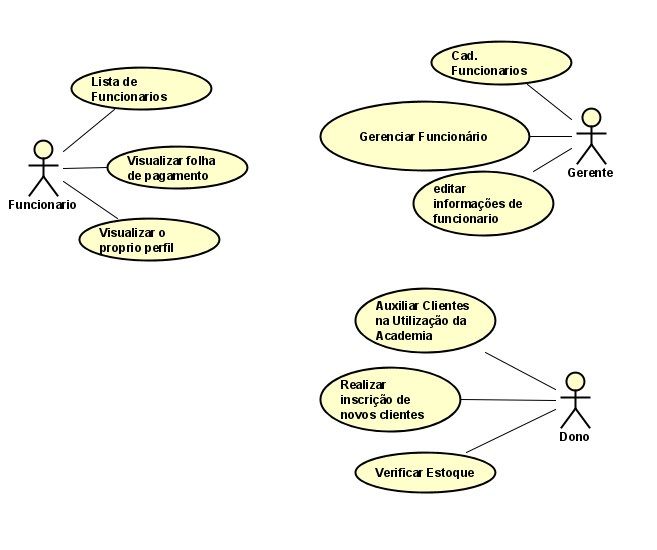 Cad.
Funcionarios
Lista de
Funcionarios
Gerenciar Funcionário
Visualizar folha
de pagamento
Gerente
editar
informações de
funcionario
Funcionario
Visualizar o
proprio perfil
Auxiliar Clientes
na Utilização da
Academia
Realizar
inscrição de
novos clientes
Dono
Verificar Estoque